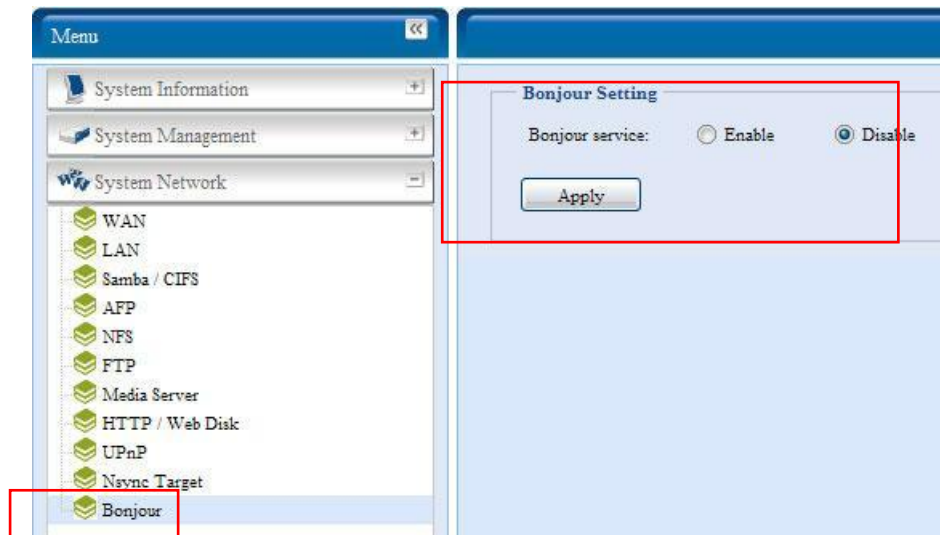 Menu
System Information
System Management
System Network
WAN
LAN
Samba / CIFS
AFP
NFS
FTP
Media Server
HTTP / Web Disk
UPnP
Nsync Target
Bonjour
Bonjour Setting
Bonjour service: Enable Disable
Apply